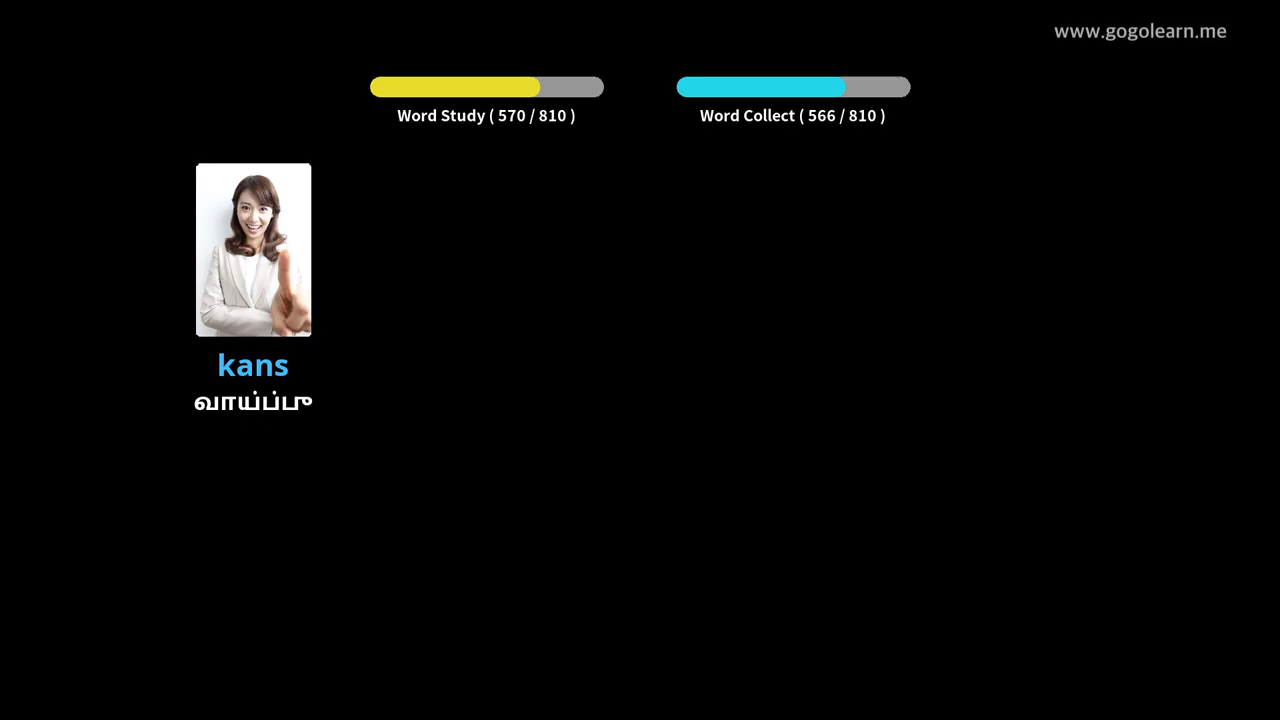 www.gogolearn.me
Word Study ( 570 / 810 )
Word Collect ( 566 / 810 )
kans
வாய்ப்பு